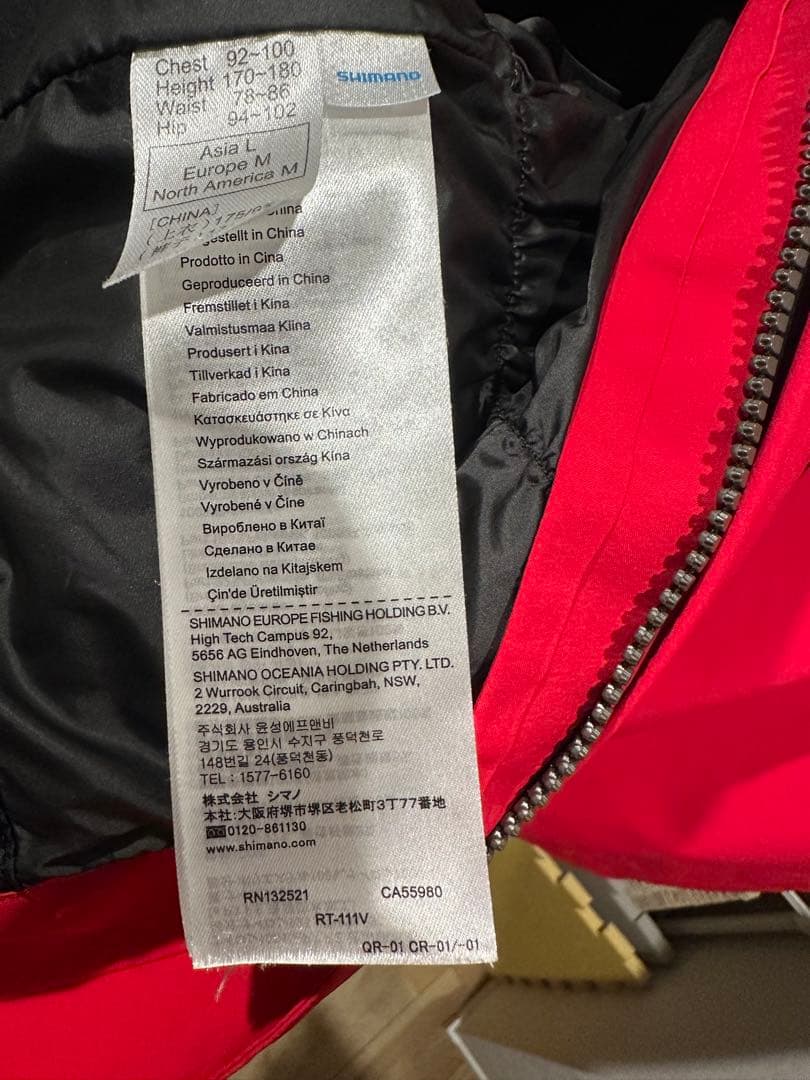 Chest 92~100
Height 170~180
Waist 78~86
Hip 94~102
Asia L
Europe M
North America M
[CHINA]
SHIMANO
Prodotto in Cina
Geproduceerd in China
Fremstillet i Kina
Valmistusmaa Kiina
Produsert i Kina
Tillverkad i Kina
Fabricado em China
Κατασκευάστηκε σε Κίνα
Wyprodukowano w Chinach
Származási ország Kína
Vyrobeno v Číně
Vyrobené v Číne
Вироблено в Китаї
Сделано в Китае
Izdelano na Kitajskem
Çin'de Üretilmiştir
SHIMANO EUROPE FISHING HOLDING B.V.
High Tech Campus 92,
5656 AG Eindhoven, The Netherlands
SHIMANO OCEANIA HOLDING PTY. LTD.
2 Wurrook Circuit, Caringbah, NSW,
2229, Australia
주식회사 윤성에프앤비
경기도 용인시 수지구 풍덕천로
148번길 24(풍덕천동)
TEL : 1577-6160
株式会社 シマノ
本社:大阪府堺市堺区老松町3丁77番地
0120-861130
www.shimano.com
RN132521 CA55980
RT-111V
QR-01 CR-01/-01